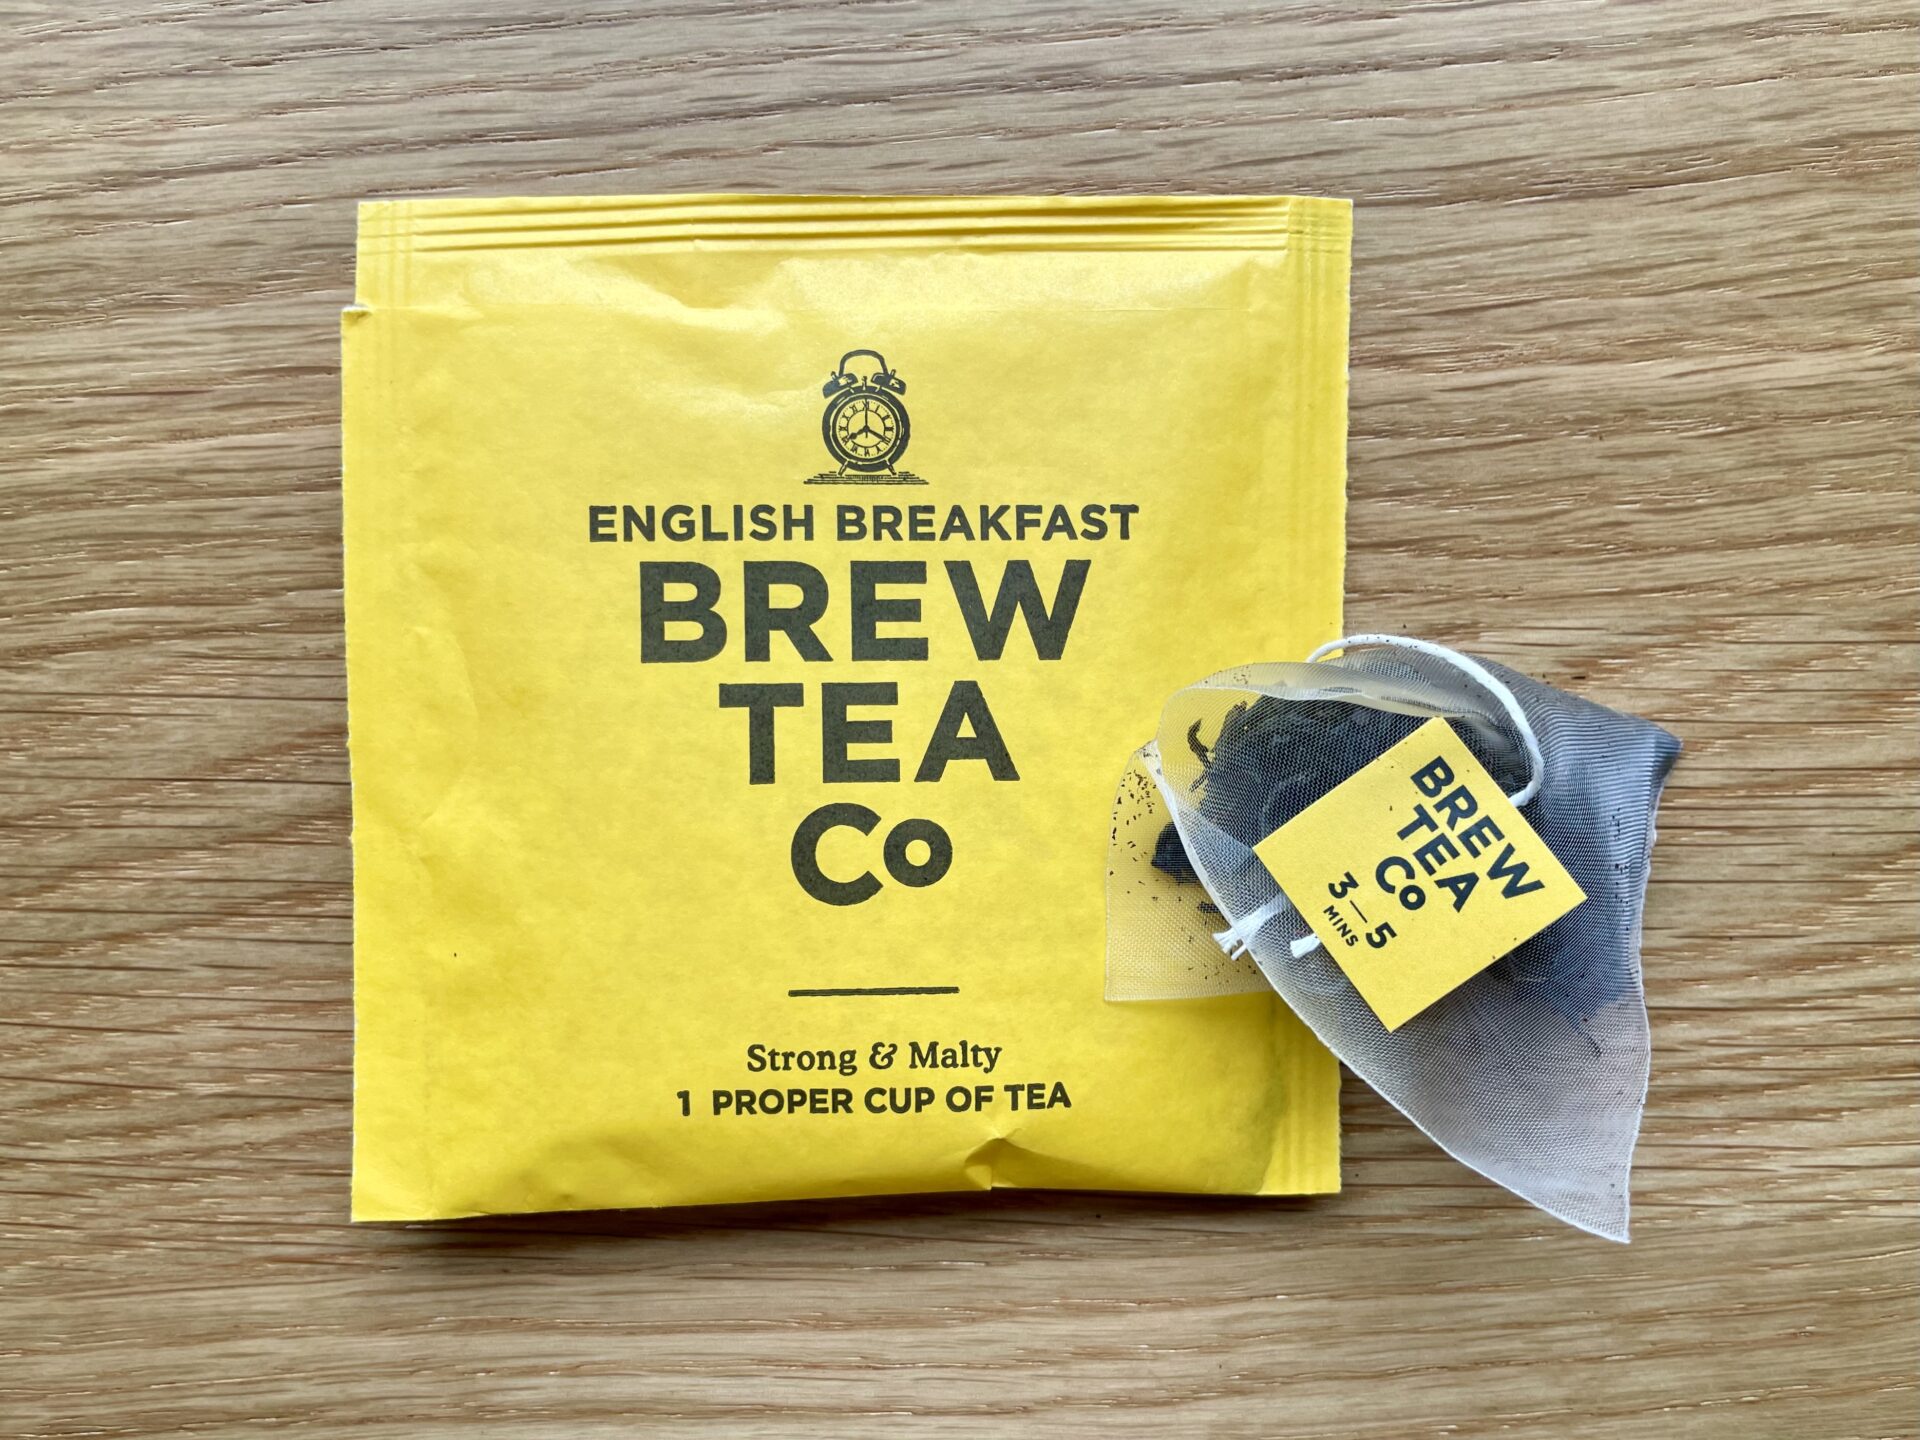 ENGLISH BREAKFAST
BREW
TEA
Co
Strong & Malty
1 PROPER CUP OF TEA
BREW
TEA
Co
3—5
MINS